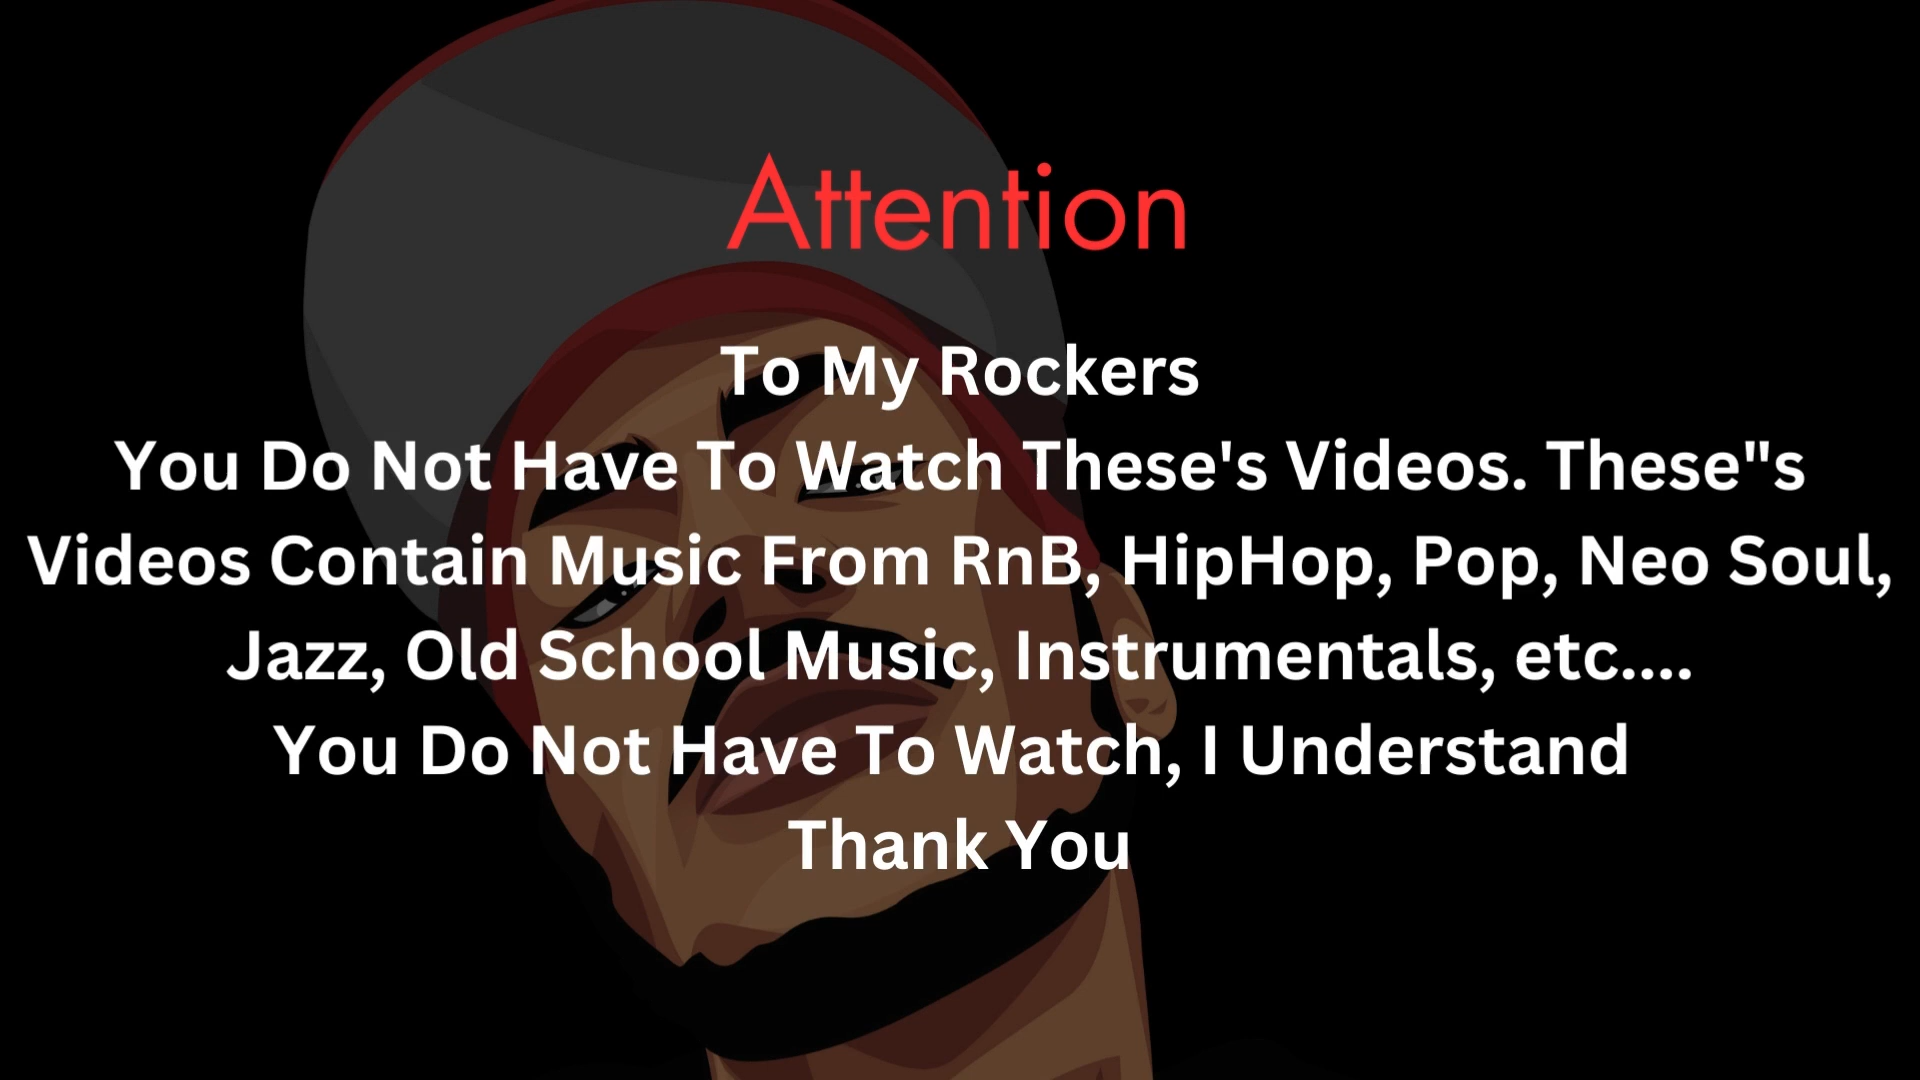 Attention
To My Rockers
You Do Not Have To Watch These's Videos. These"s
Videos Contain Music From RnB, HipHop, Pop, Neo Soul,
Jazz, Old School Music, Instrumentals, etc....
You Do Not Have To Watch, I Understand
Thank You